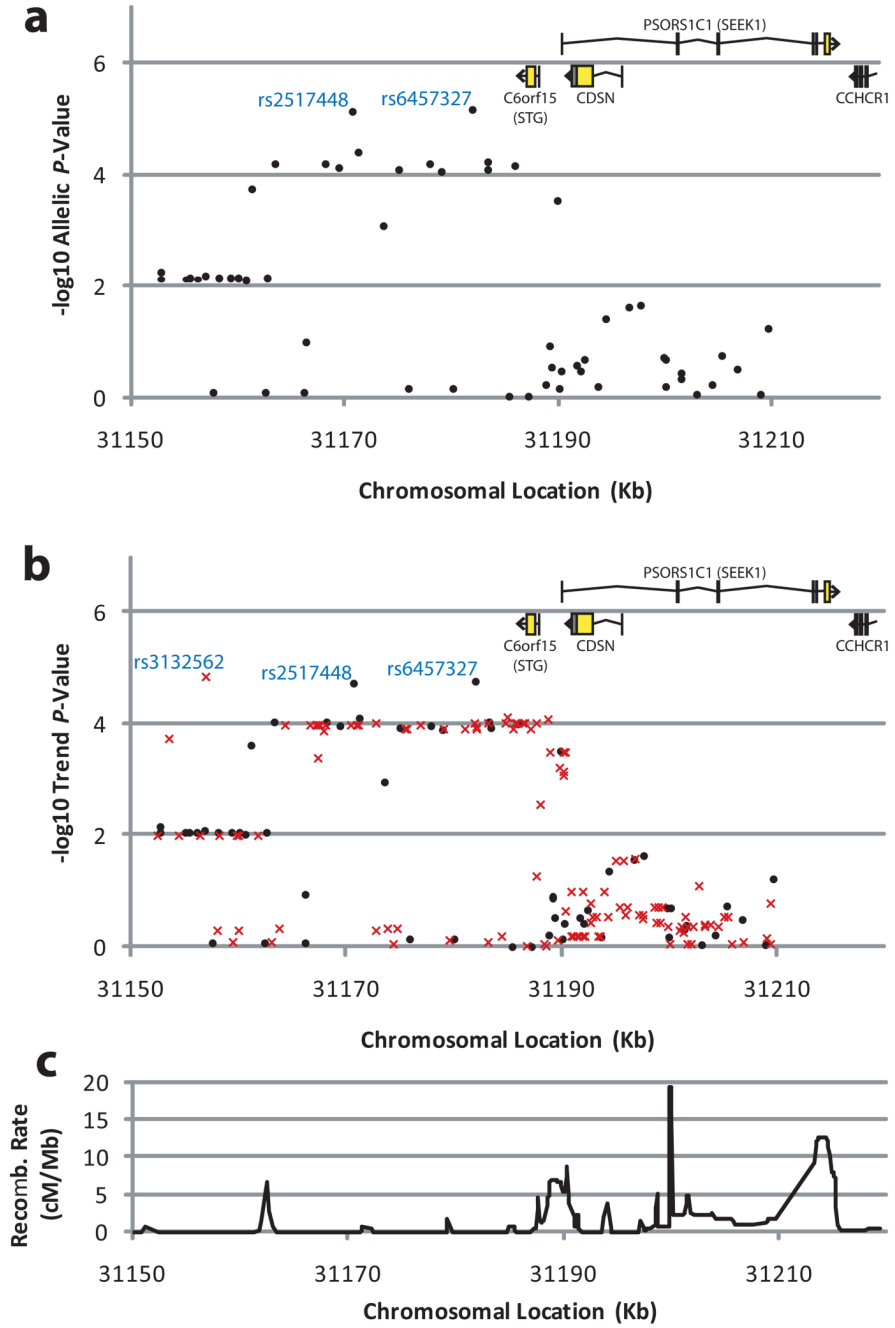 a
PSORS1C1 (SEEK1)
6
C6orf15
(STG)
CDSN
CCHCR1
rs2517448
rs6457327
4
2
0
-log10 Allelic P-Value
31150
31170
31190
31210
Chromosomal Location (Kb)
b
PSORS1C1 (SEEK1)
6
C6orf15
(STG)
CDSN
CCHCR1
rs3132562
rs2517448
rs6457327
4
2
0
-log10 Trend P-Value
31150
31170
31190
31210
Chromosomal Location (Kb)
c
20
15
10
5
0
Recomb. Rate
(cM/Mb)
31150
31170
31190
31210
Chromosomal Location (Kb)